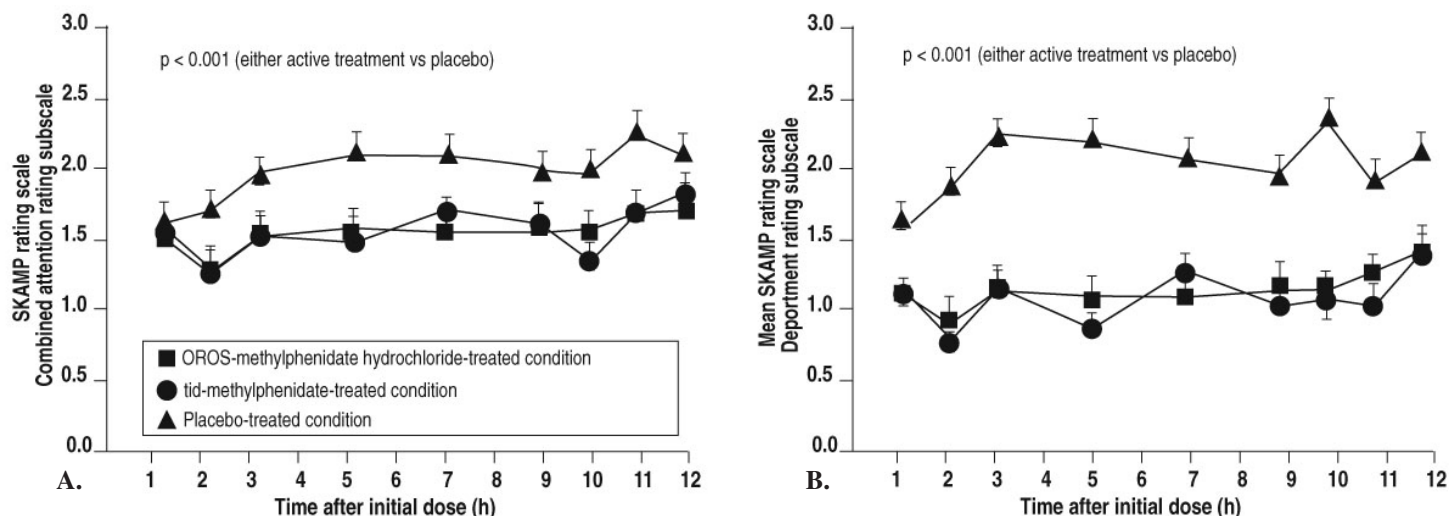 3.0
p < 0.001 (either active treatment vs placebo)
2.5
2.0
1.5
1.0
0.5
0.0
SKAMP rating scale
Combined attention rating subscale
OROS-methylphenidate hydrochloride-treated condition
tid-methylphenidate-treated condition
Placebo-treated condition
1 2 3 4 5 6 7 8 9 10 11 12
A.
Time after initial dose (h)
3.0
p < 0.001 (either active treatment vs placebo)
2.5
2.0
1.5
1.0
0.5
0.0
Mean SKAMP rating scale
Deportment rating subscale
1 2 3 4 5 6 7 8 9 10 11 12
B.
Time after initial dose (h)